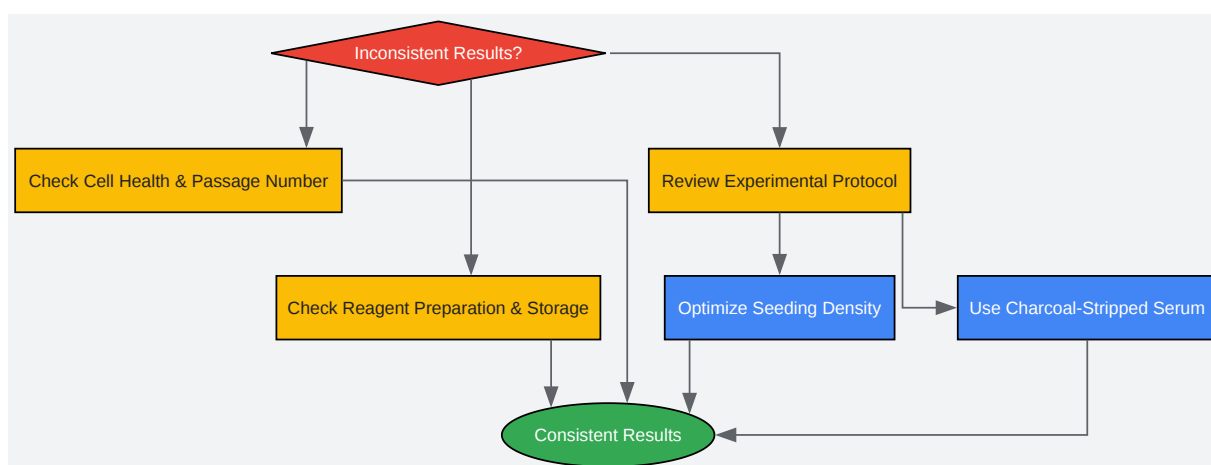 Inconsistent Results?
Check Cell Health & Passage Number
Review Experimental Protocol
Check Reagent Preparation & Storage
Optimize Seeding Density
Use Charcoal-Stripped Serum
Consistent Results